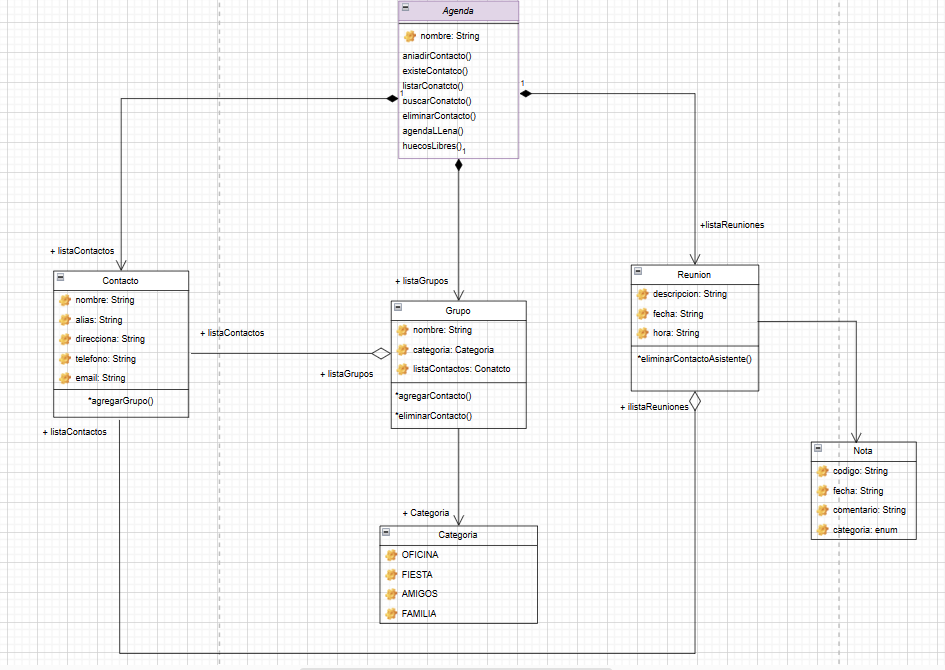 Agenda
nombre: String
aniadirContacto()
existeContatco()
listarConatcto()
buscarConatcto()
eliminarContacto()
agendaLLena()
huecosLibres()
1
1
1
+ listaContactos
+ listaGrupos
+listaReuniones
Contacto
nombre: String
alias: String
direcciona: String
telefono: String
email: String
*agregarGrupo()
+ listaContactos
+ listaContactos
+ listaGrupos
Grupo
nombre: String
categoria: Categoria
listaContactos: Conatcto
*agregarContacto()
*eliminarContacto()
Reunion
descripcion: String
fecha: String
hora: String
*eliminarContactoAsistente()
+ ilistaReuniones
Nota
codigo: String
fecha: String
comentario: String
categoria: enum
+ Categoria
Categoria
OFICINA
FIESTA
AMIGOS
FAMILIA